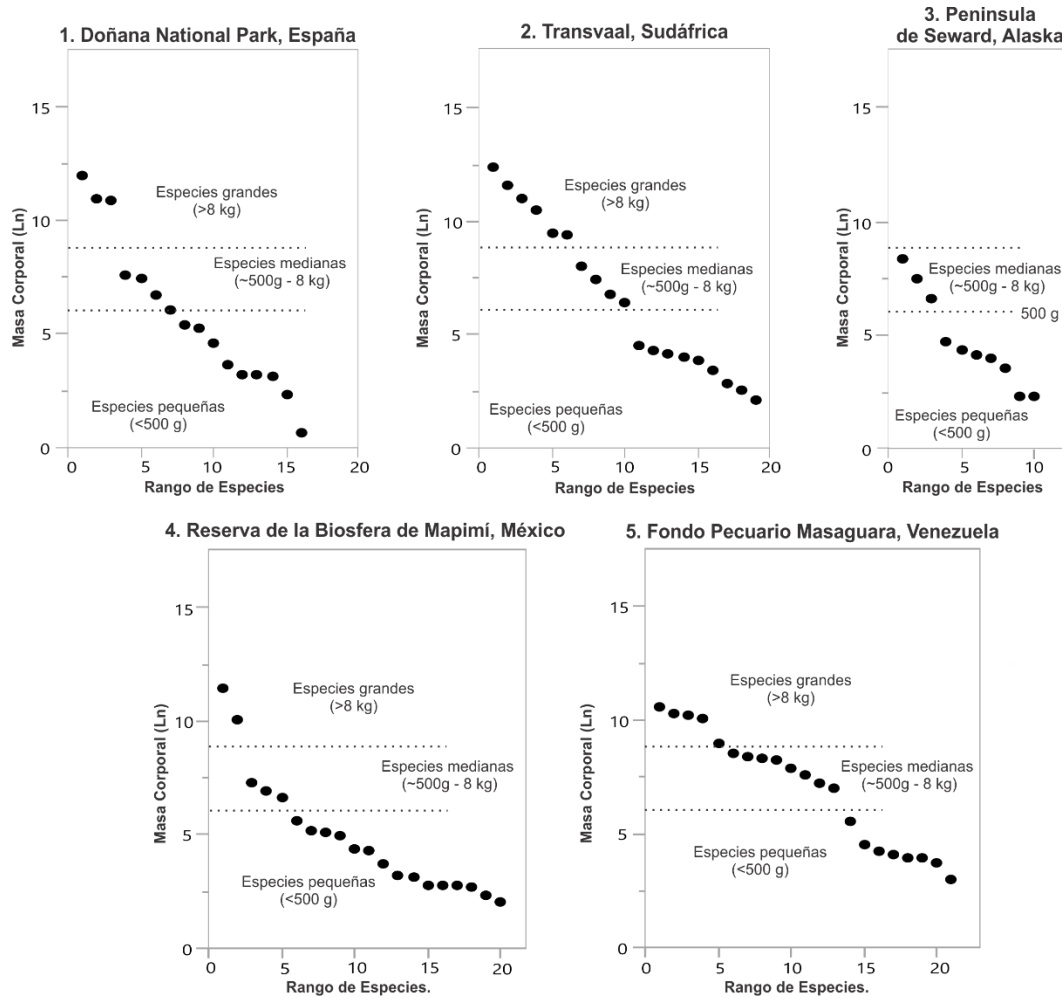 1. Doñana National Park, España
Masa Corporal (Ln)
15
10
5
0
Especies grandes
(>8 kg)
Especies medianas
(~500g - 8 kg)
Especies pequeñas
(<500 g)
0 5 10 15 20
Rango de Especies
2. Transvaal, Sudáfrica
Masa Corporal (Ln)
15
10
5
0
Especies grandes
(>8 kg)
Especies medianas
(~500g - 8 kg)
Especies pequeñas
(<500 g)
0 5 10 15 20
Rango de Especies
3. Peninsula
de Seward, Alaska
Masa Corporal (Ln)
15
10
5
0
Especies medianas
(~500g - 8 kg)
500 g
Especies pequeñas
(<500 g)
0 5 10
Rango de Especies
4. Reserva de la Biosfera de Mapimí, México
Masa Corporal (Ln)
15
10
5
0
Especies grandes
(>8 kg)
Especies medianas
(~500g - 8 kg)
Especies pequeñas
(<500 g)
0 5 10 15 20
Rango de Especies.
5. Fondo Pecuario Masaguara, Venezuela
Masa Corporal (Ln)
15
10
5
0
Especies grandes
(>8 kg)
Especies medianas
(~500g - 8 kg)
Especies pequeñas
(<500 g)
0 5 10 15 20
Rango de Especies.